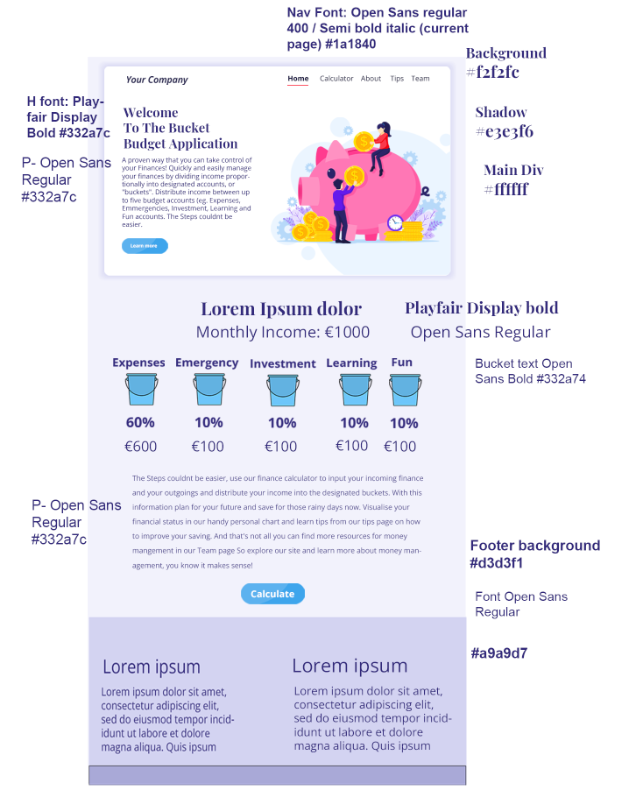 Nav Font: Open Sans regular
400 / Semi bold italic (current
page) #1a1840
Background
#f2f2fc
Shadow
#e3e3f6
Main Div
#ffffff
H font: Play-
fair Display
Bold #332a7c
P- Open Sans
Regular
#332a7c
Your Company
Home Calculator About Tips Team
Welcome
To The Bucket
Budget Application
A proven way that you can take control of
your Finances! Quickly and easily manage
your finances by dividing income propor-
tionally into designated accounts, or
"buckets". Distribute income between up
to five budget accounts (eg. Expenses,
Emmergencies, Investment, Learning and
Fun accounts. The Steps couldnt be
easier.
Learn more
Lorem Ipsum dolor
Monthly Income: €1000
Playfair Display bold
Open Sans Regular
Expenses Emergency Investment Learning Fun
60% 10% 10% 10% 10%
€600 €100 €100 €100 €100
Bucket text Open
Sans Bold #332a74
The Steps couldnt be easier, use our finance calculator to input your incoming finance
and your outgoings and distribute your income into the designated buckets. With this
information plan for your future and save for those rainy days now. Visualise your
financial status in our handy personal chart and learn tips from our tips page on how
to improve your saving. And that's not all you can find more resources for money
mangement in our Team page So explore our site and learn more about money man-
agement, you know it makes sense!
P- Open Sans
Regular
#332a7c
Calculate
Footer background
#d3d3f1
Font Open Sans
Regular
#a9a9d7
Lorem ipsum
Lorem ipsum dolor sit amet,
consectetur adipiscing elit,
sed do eiusmod tempor incid-
idunt ut labore et dolore
magna aliqua. Quis ipsum
Lorem ipsum
Lorem ipsum dolor sit amet,
consectetur adipiscing elit,
sed do eiusmod tempor incid-
idunt ut labore et dolore
magna aliqua. Quis ipsum